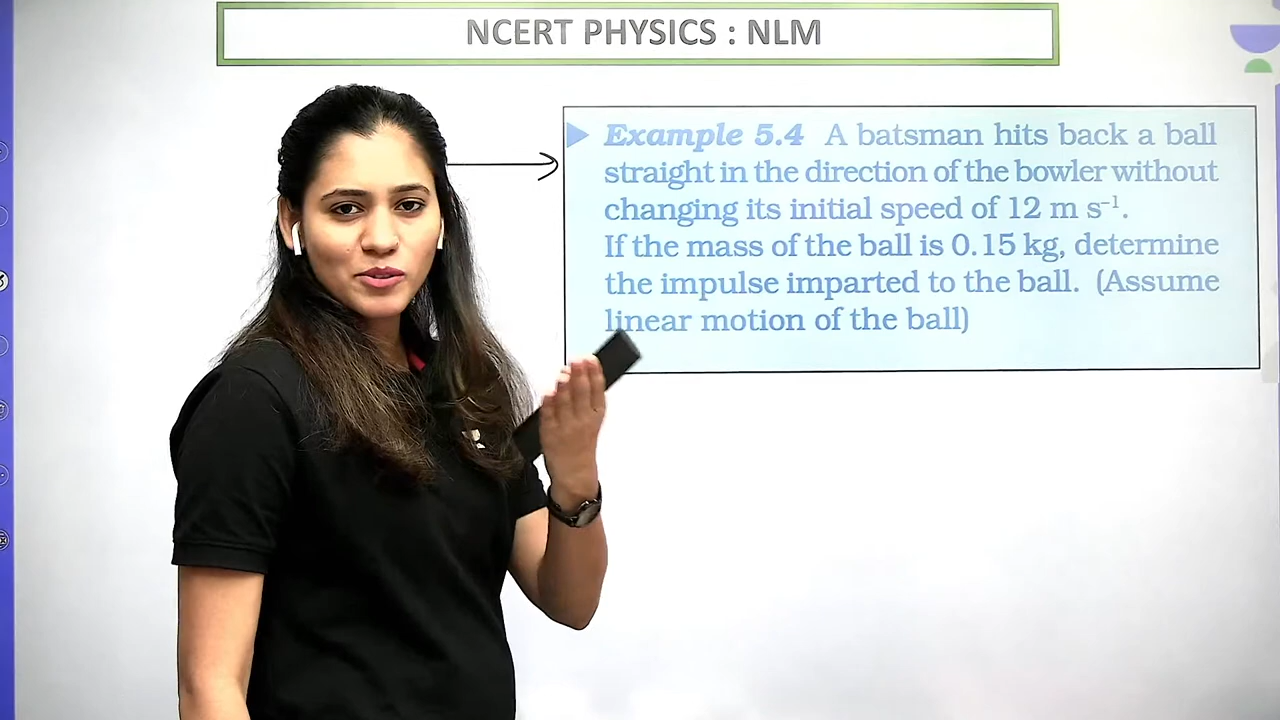 NCERT PHYSICS : NLM
Example 5.4 A batsman hits back a ball
straight in the direction of the bowler without
changing its initial speed of 12 m s⁻¹.
If the mass of the ball is 0.15 kg, determine
the impulse imparted to the ball. (Assume
linear motion of the ball)